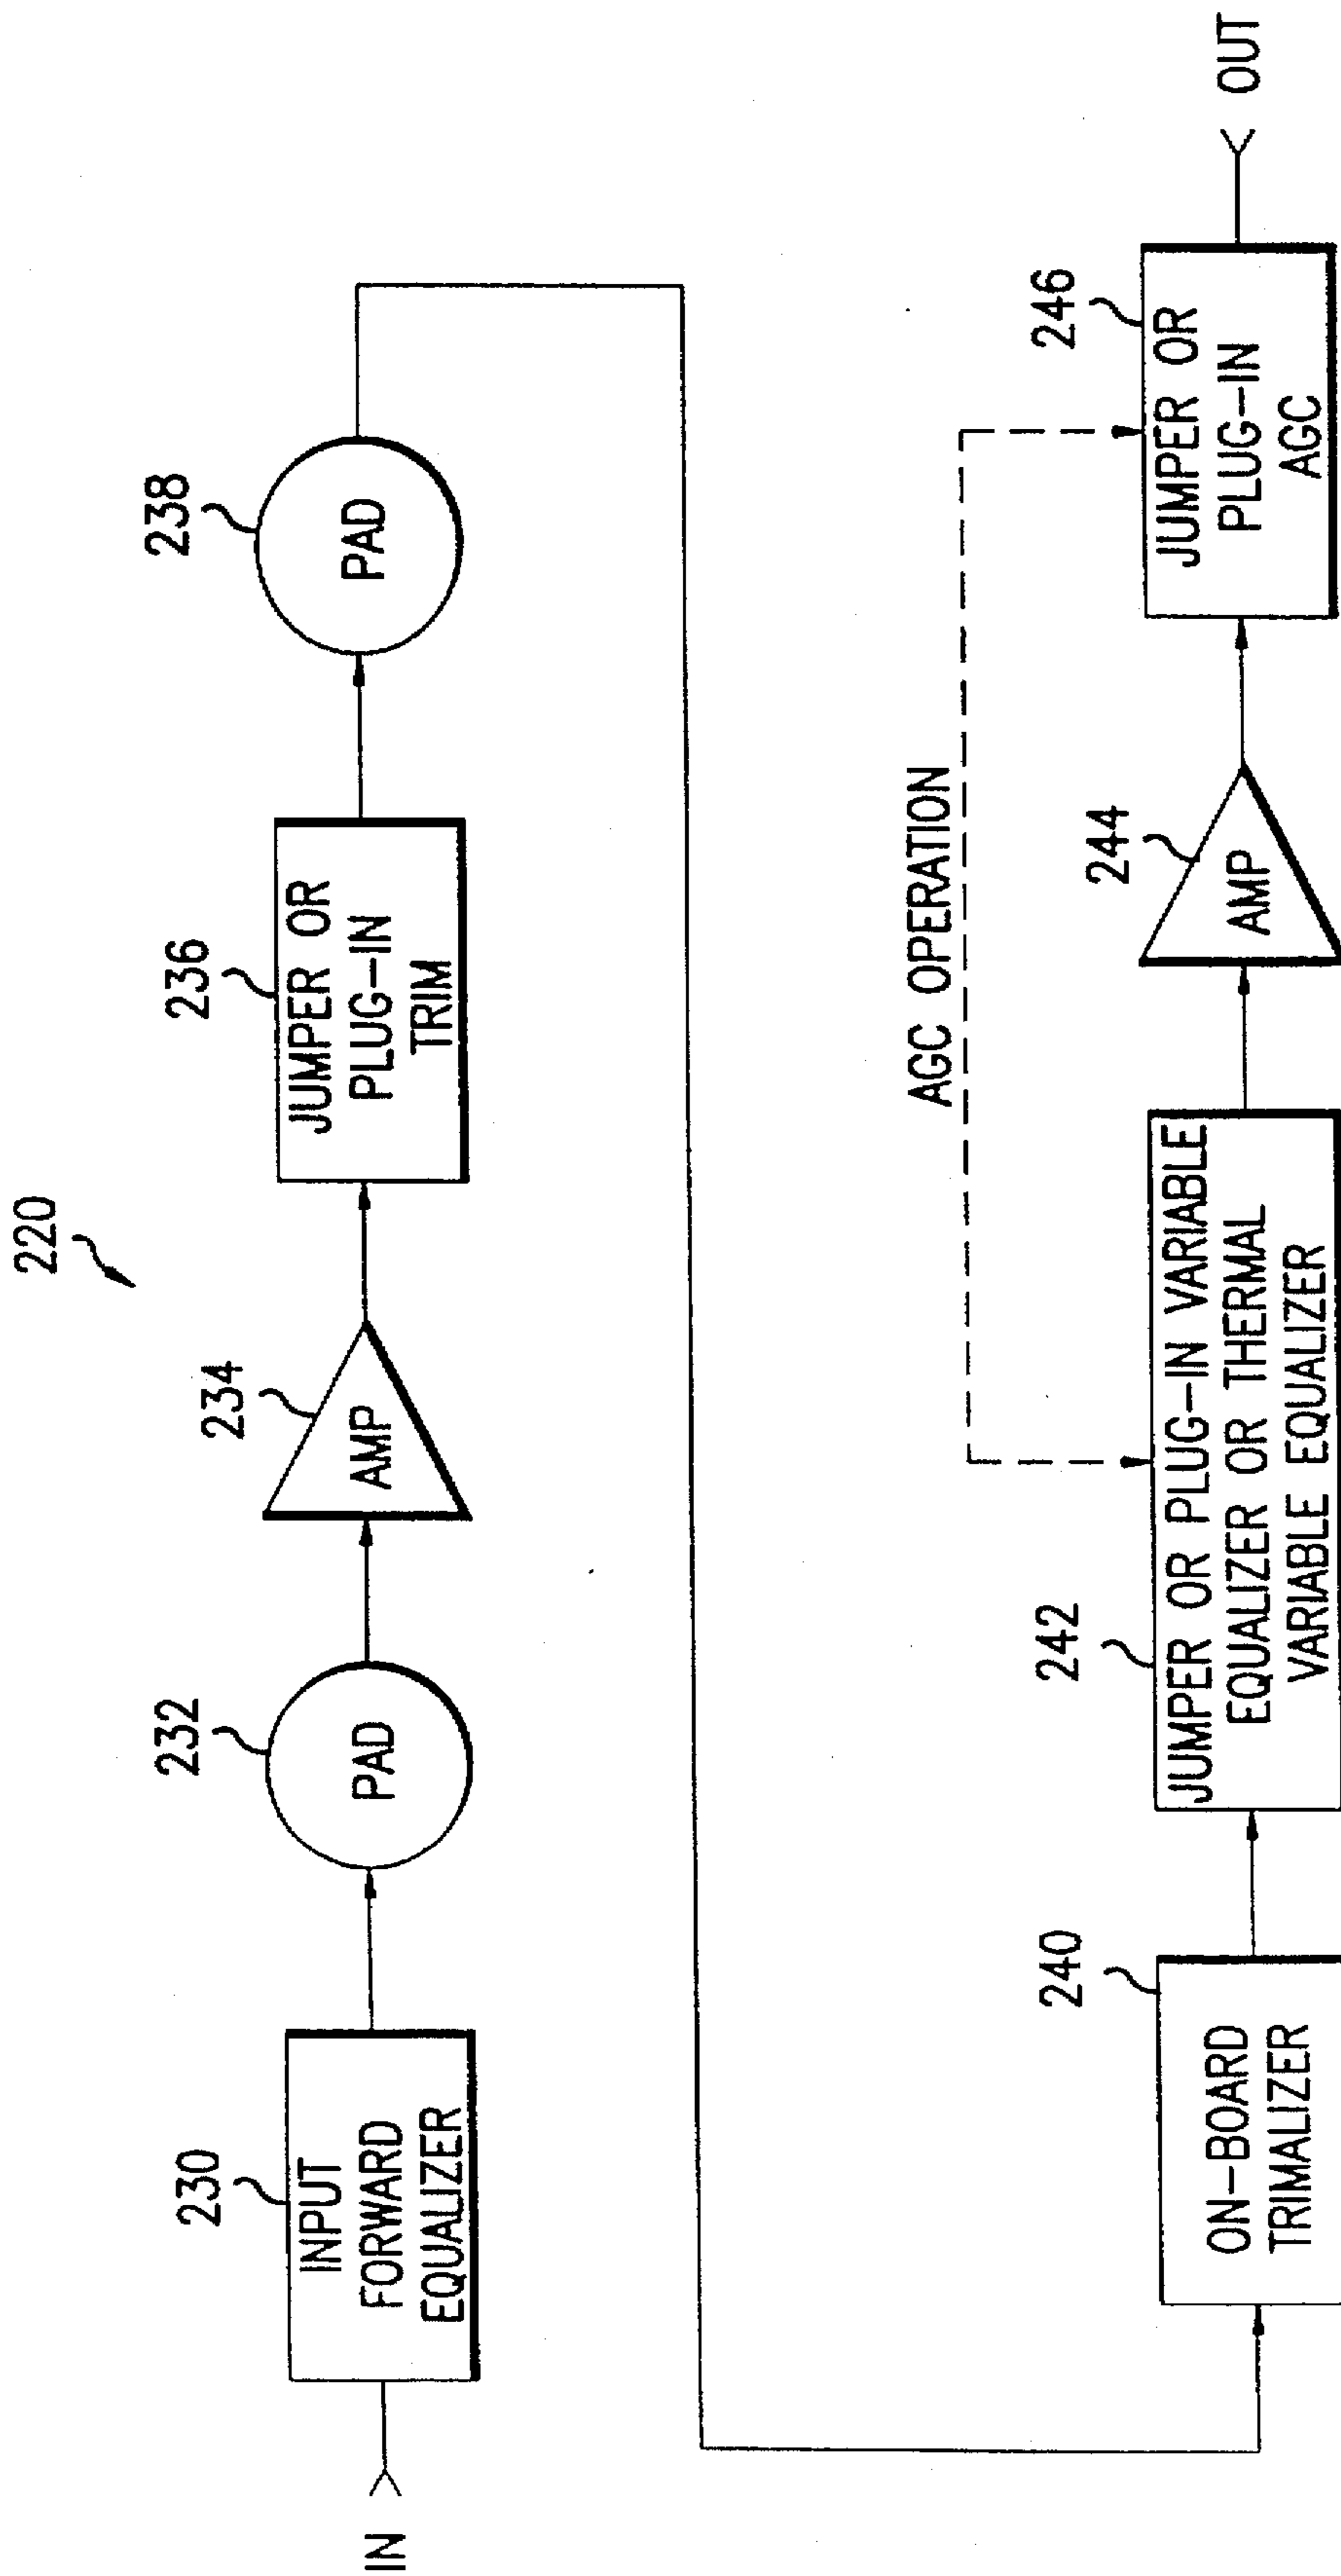 220
IN
230
INPUT
FORWARD
EQUALIZER
232
PAD
234
AMP
236
JUMPER OR
PLUG-IN
TRIM
238
PAD
240
ON-BOARD
TRIMALIZER
242
JUMPER OR PLUG-IN VARIABLE
EQUALIZER OR THERMAL
VARIABLE EQUALIZER
AGC OPERATION
244
AMP
246
JUMPER OR
PLUG-IN
AGC
OUT